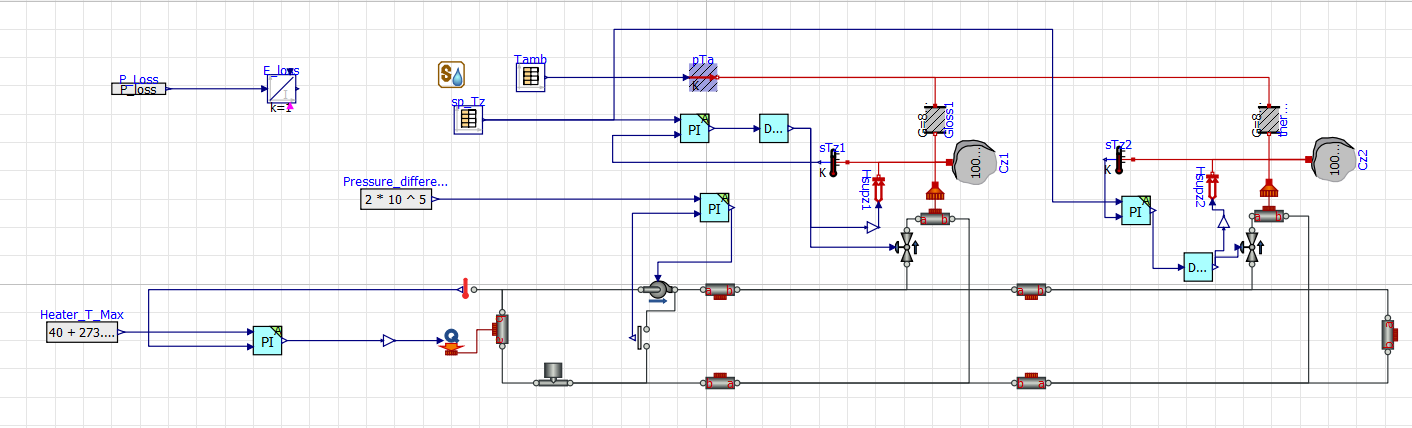 P_Loss
P_loss
E_loss
k=1
S
Tamb
pTa
K
sp_Tz
A
PI
D...
sTz1
K
G=8..
Gloss1
100...
Cz1
Hsupz1
a b
G=8..
ther..
100...
Cz2
sTz2
K
Hsupz2
A
PI
D...
a b
Pressure_differe...
2 * 10 ^ 5
A
PI
Heater_T_Max
40 + 273....
A
PI
Q
a b
a b
b a
b a